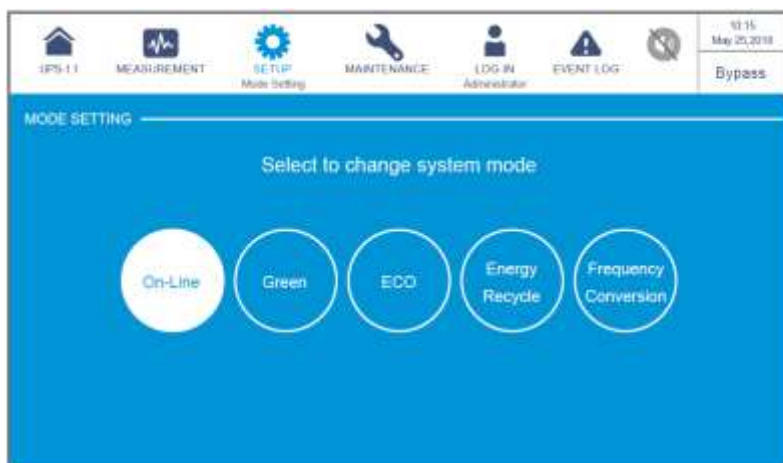 10:15
May 25,2018
UPS-1.1
MEASUREMENT
SETUP
MAINTENANCE
LOG-IN
EVENT LOG
Mode Setting
Administrator
Bypass
MODE SETTING
Select to change system mode
On-Line
Green
ECO
Energy
Recycle
Frequency
Conversion